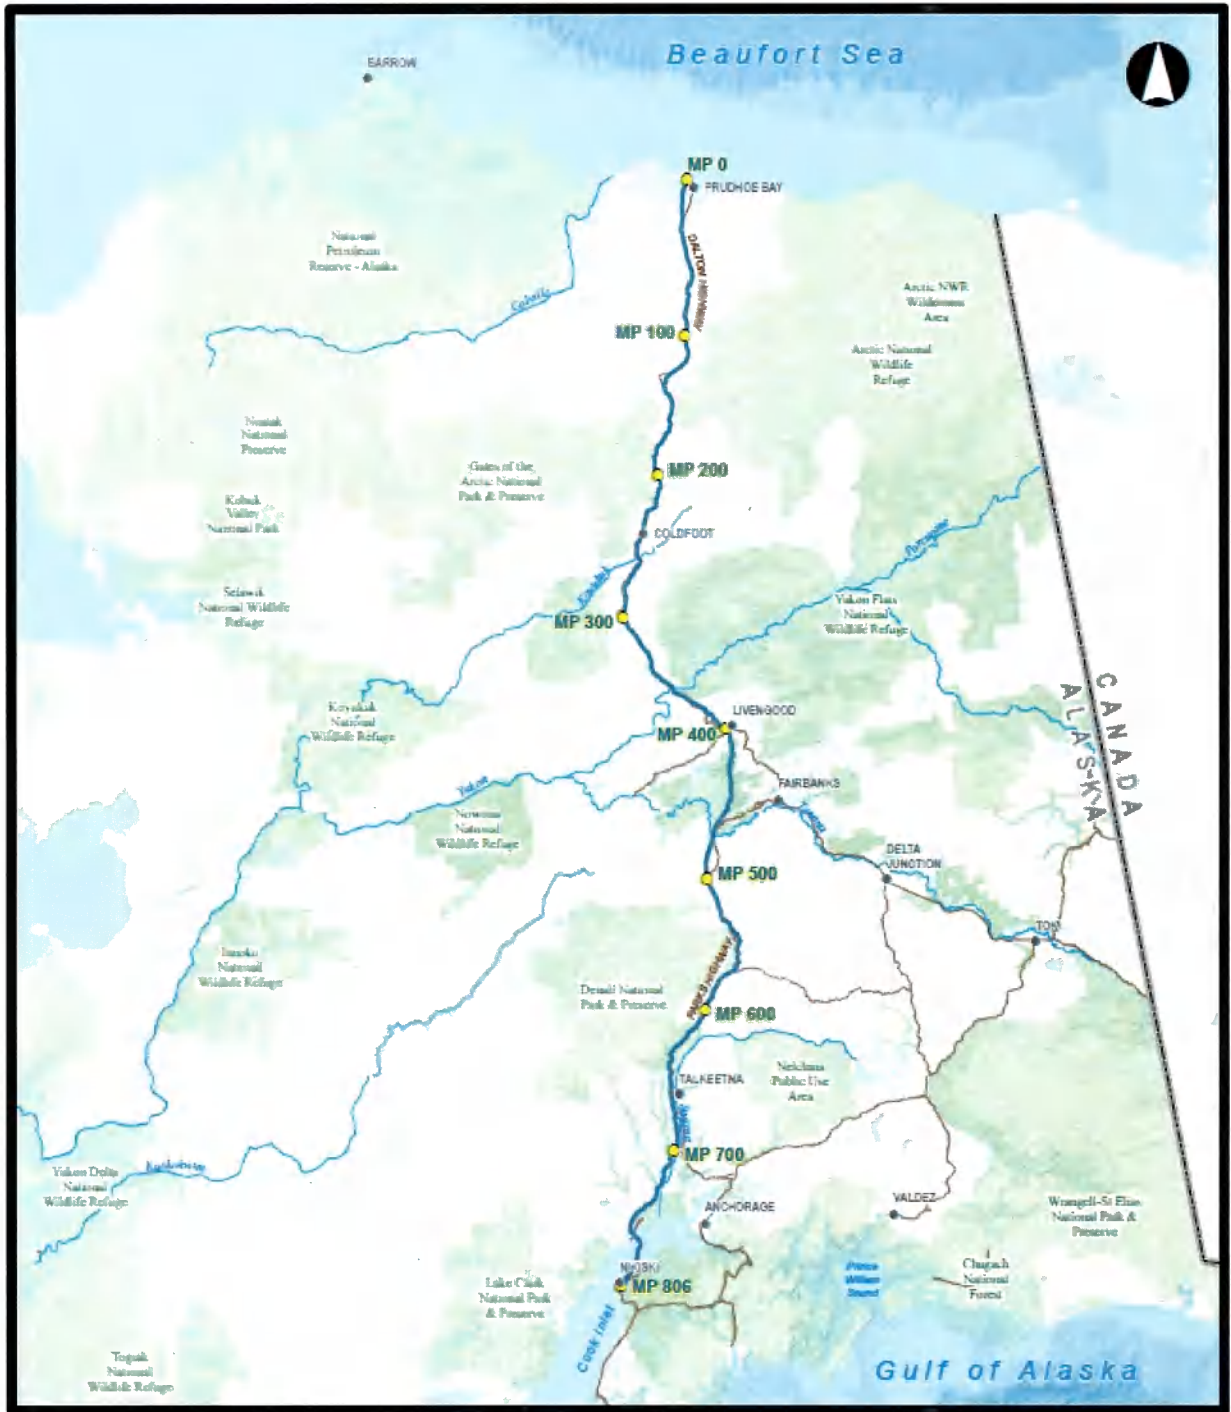 Beaufort Sea
BARROW
MP 0
PRUDHOE BAY
National
Petroleum
Reserve - Alaska
DALTON HIGHWAY
Colville
Arctic NWR
Wilderness
Area
MP 100
Arctic National
Wildlife
Refuge
Noatak
National
Preserve
Gates of the
Arctic National
Park & Preserve
MP 200
Kobuk
Valley
National Park
COLDFOOT
Porcupine
Selawik
National Wildlife
Refuge
Koyukuk
MP 300
Yukon Flats
National
Wildlife Refuge
CANADA
ALASKA
Koyukuk
National
Wildlife Refuge
LIVENGOOD
MP 400
Yukon
FAIRBANKS
Nowitna
National
Wildlife Refuge
DELTA
JUNCTION
MP 500
TOK
Innoko
National
Wildlife Refuge
PARKS HIGHWAY
Denali National
Park & Preserve
MP 600
TALKEETNA
Nelchina
Public Use
Area
Susitna
MP 700
Yukon Delta
National
Wildlife Refuge
Kuskokwim
ANCHORAGE
VALDEZ
Wrangell-St Elias
National Park &
Preserve
NIKISKI
MP 806
Lake Clark
National Park
& Preserve
Prince
William
Sound
Chugach
National
Forest
Cook Inlet
Togiak
National
Wildlife Refuge
Gulf of Alaska